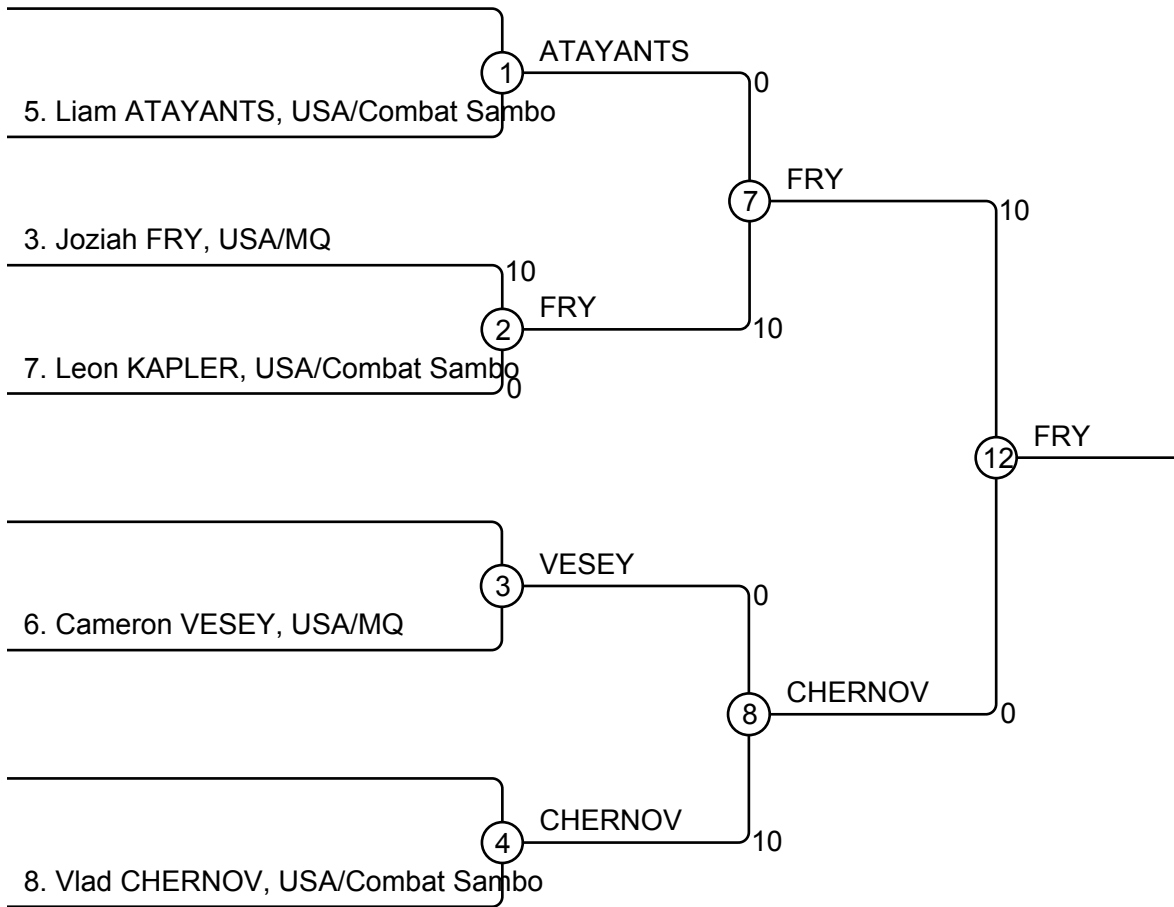 ATAYANTS
1
0
5. Liam ATAYANTS, USA/Combat Sambo
FRY
7
10
3. Joziah FRY, USA/MQ
10
FRY
2
10
7. Leon KAPLER, USA/Combat Sambo
0
FRY
12
VESEY
3
0
6. Cameron VESEY, USA/MQ
CHERNOV
8
0
CHERNOV
4
10
8. Vlad CHERNOV, USA/Combat Sambo